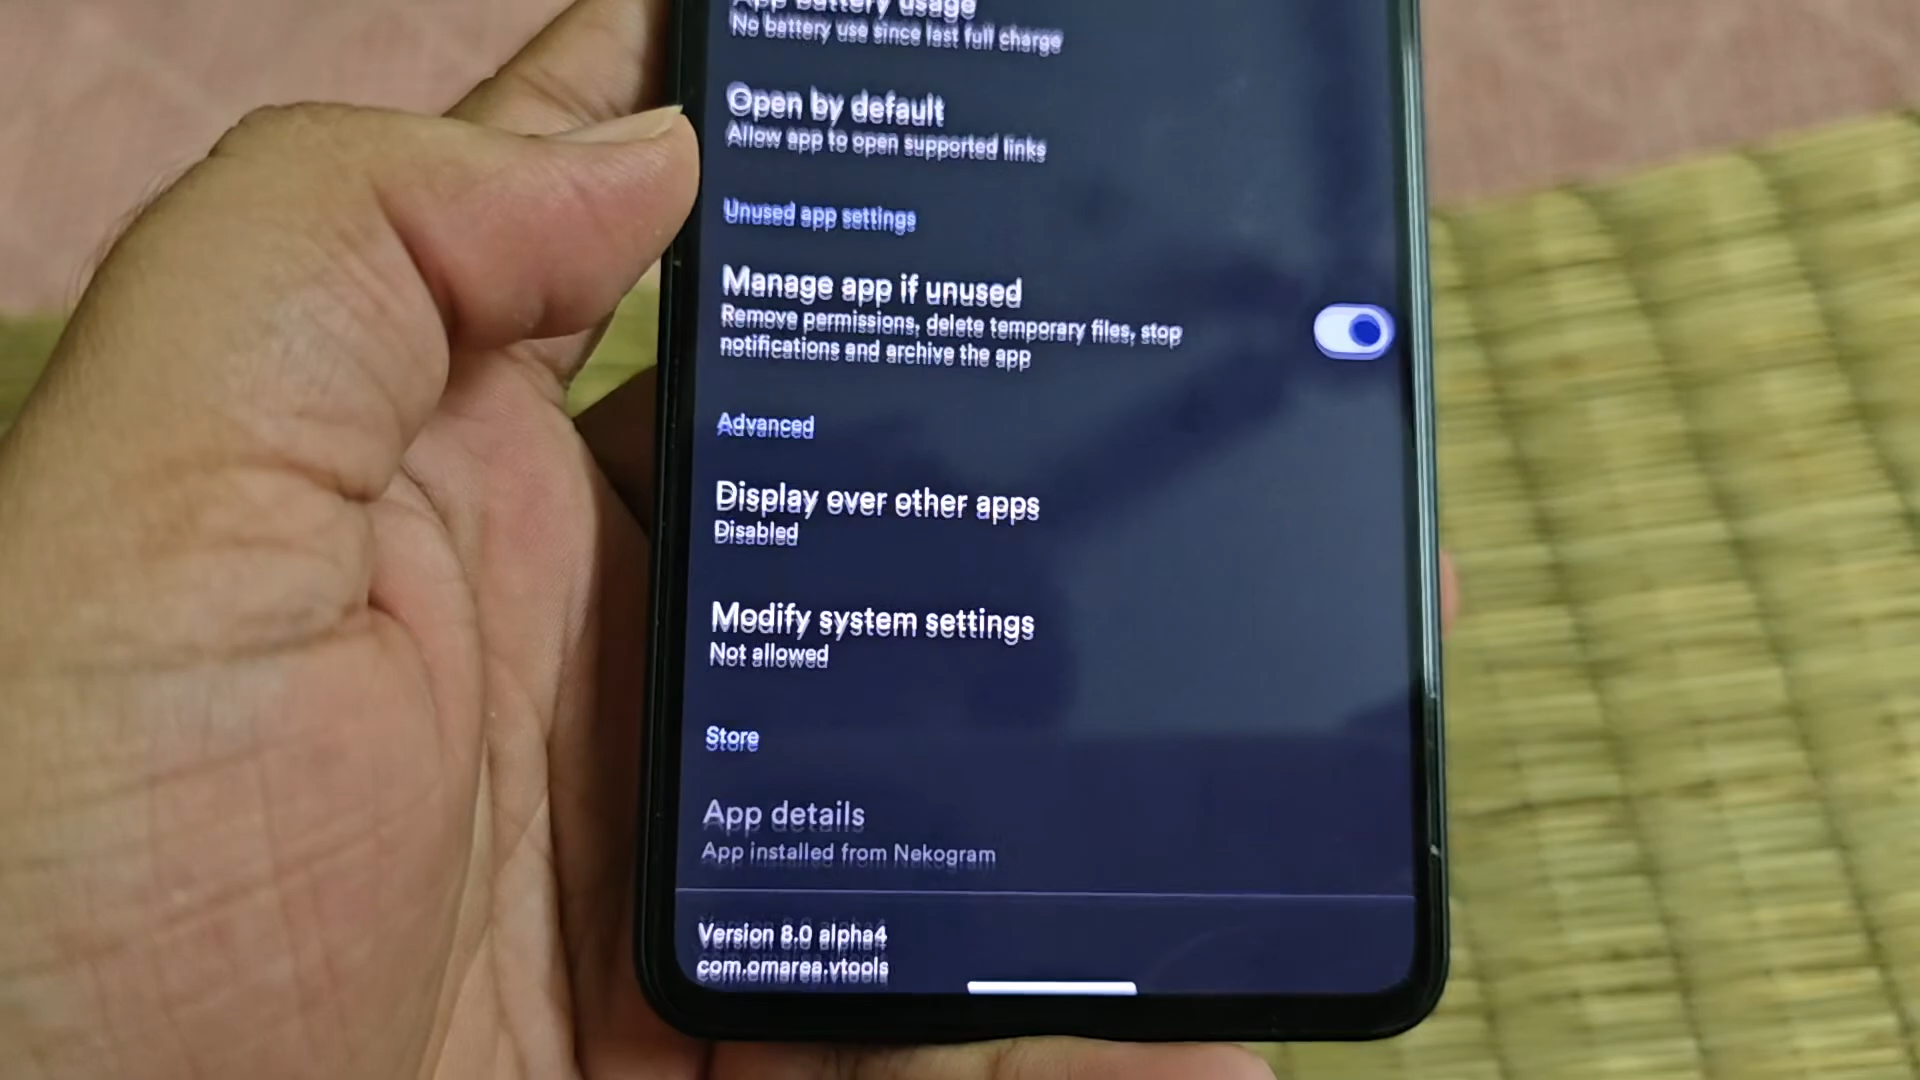 App battery usage
No battery use since last full charge
Open by default
Allow app to open supported links
Unused app settings
Manage app if unused
Remove permissions, delete temporary files, stop
notifications and archive the app
Advanced
Display over other apps
Disabled
Modify system settings
Not allowed
Store
App details
App installed from Nekogram
Version 8.0 alpha4
com.omarea.vtools